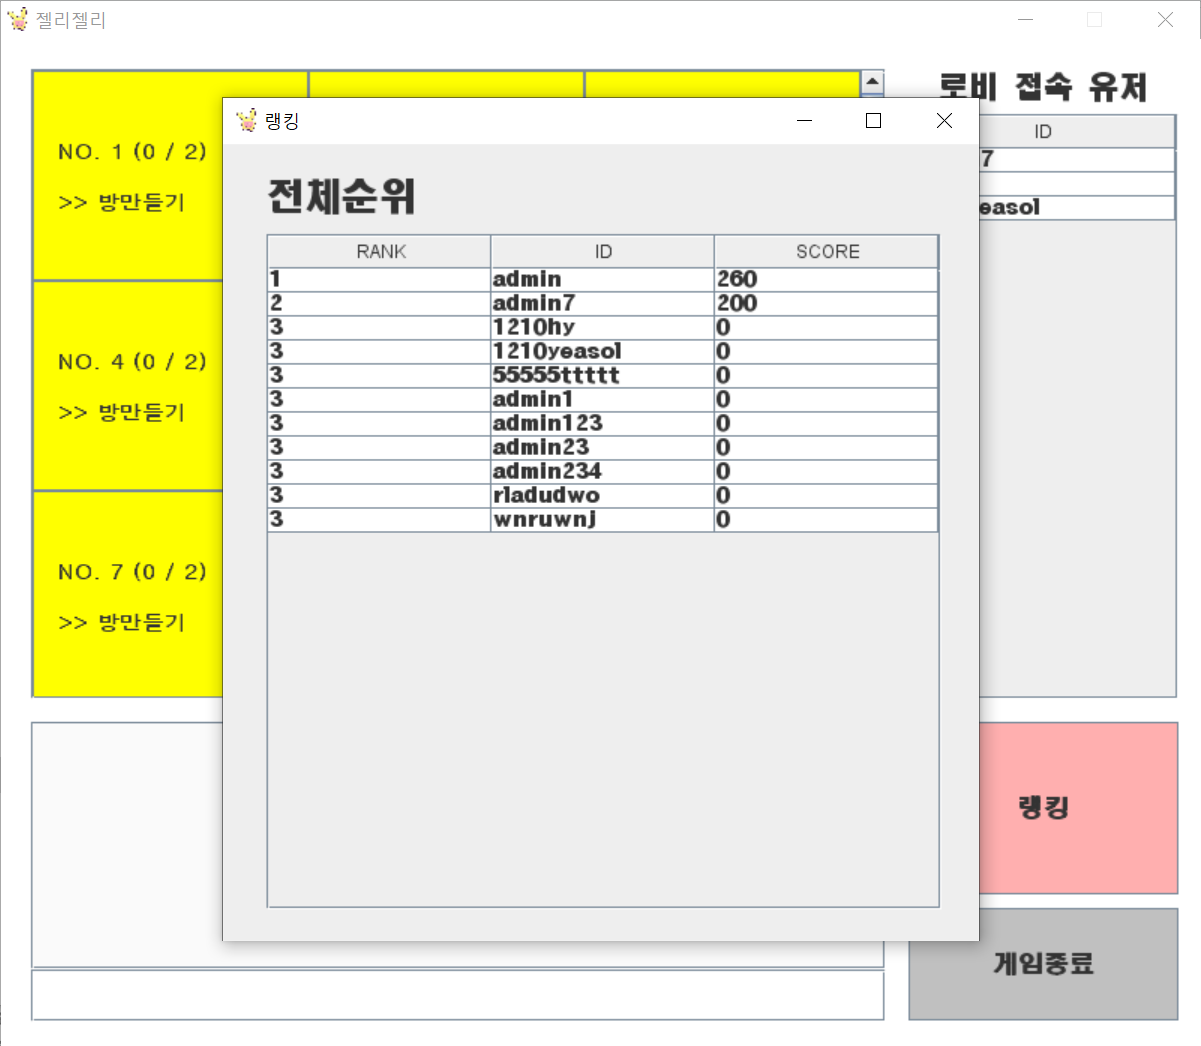 젤리젤리
로비 접속 유저
ID
7
easol
NO. 1 (0 / 2)
>> 방만듣기
NO. 4 (0 / 2)
>> 방만듣기
NO. 7 (0 / 2)
>> 방만듣기
랭킹
전체순위
RANK ID SCORE
1 admin 260
2 admin7 200
3 1210hy 0
3 1210yeasol 0
3 55555ttttt 0
3 admin1 0
3 admin123 0
3 admin23 0
3 admin234 0
3 rladudwo 0
3 wnruwnj 0
랭킹
게임종료